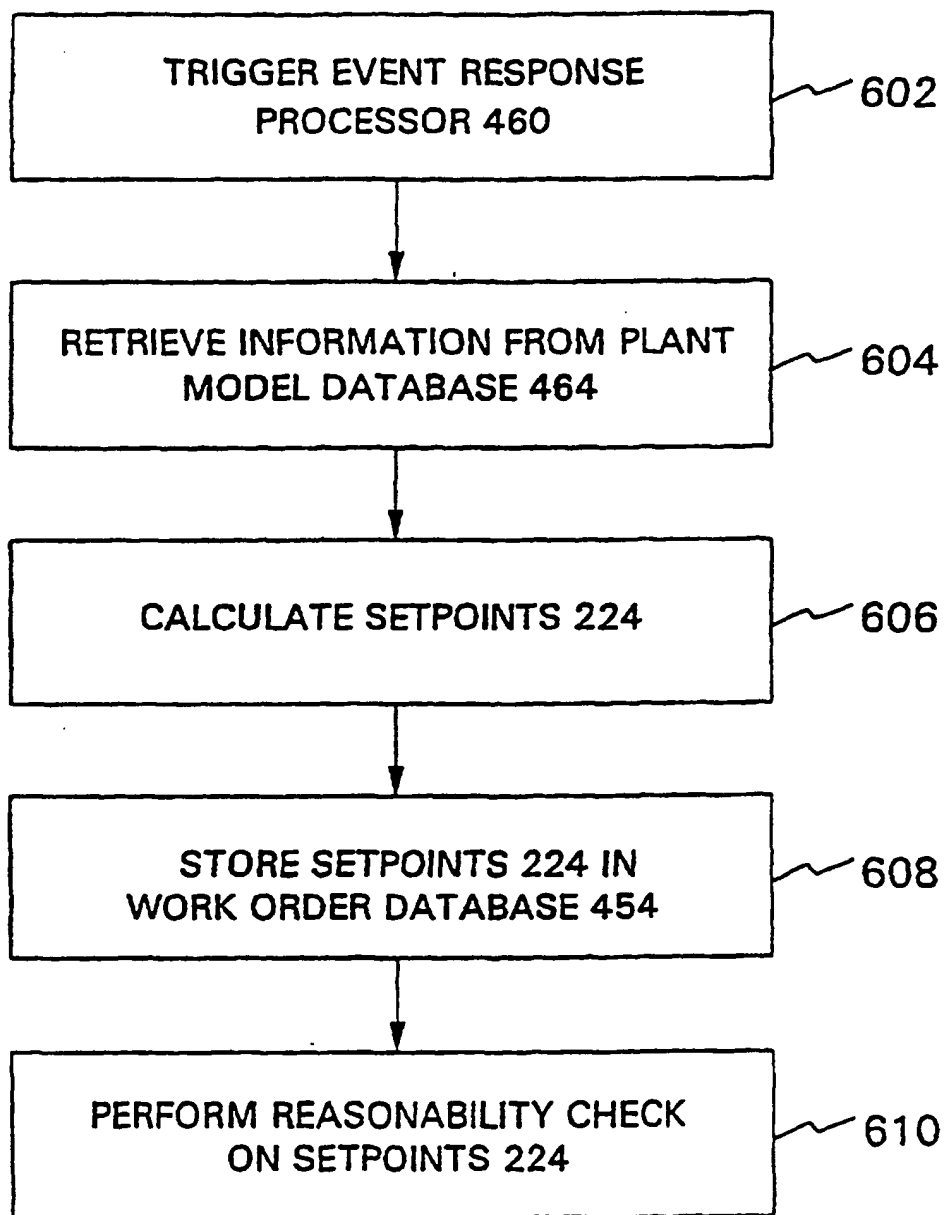 TRIGGER EVENT RESPONSE
PROCESSOR 460
602
RETRIEVE INFORMATION FROM PLANT
MODEL DATABASE 464
604
CALCULATE SETPOINTS 224
606
STORE SETPOINTS 224 IN
WORK ORDER DATABASE 454
608
PERFORM REASONABILITY CHECK
ON SETPOINTS 224
610